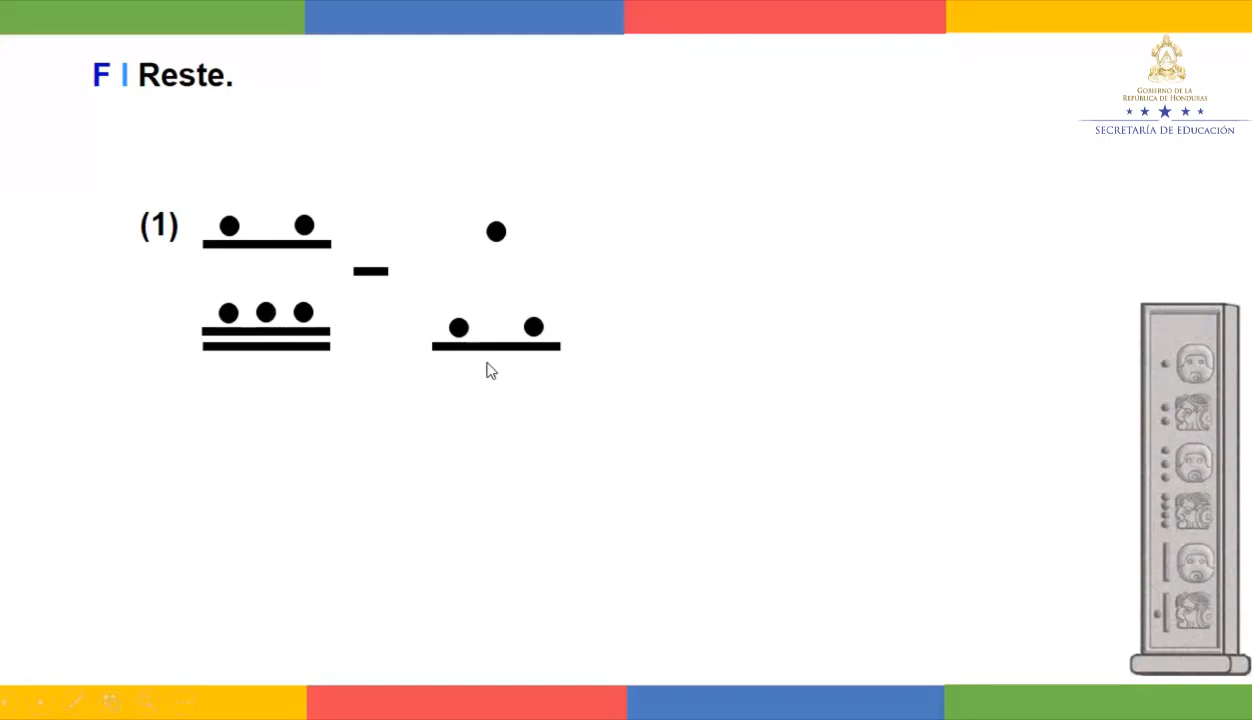 F I Reste.
GOBIERNO DE LA
REPÚBLICA DE HONDURAS
SECRETARÍA DE EDUCACIÓN
(1)